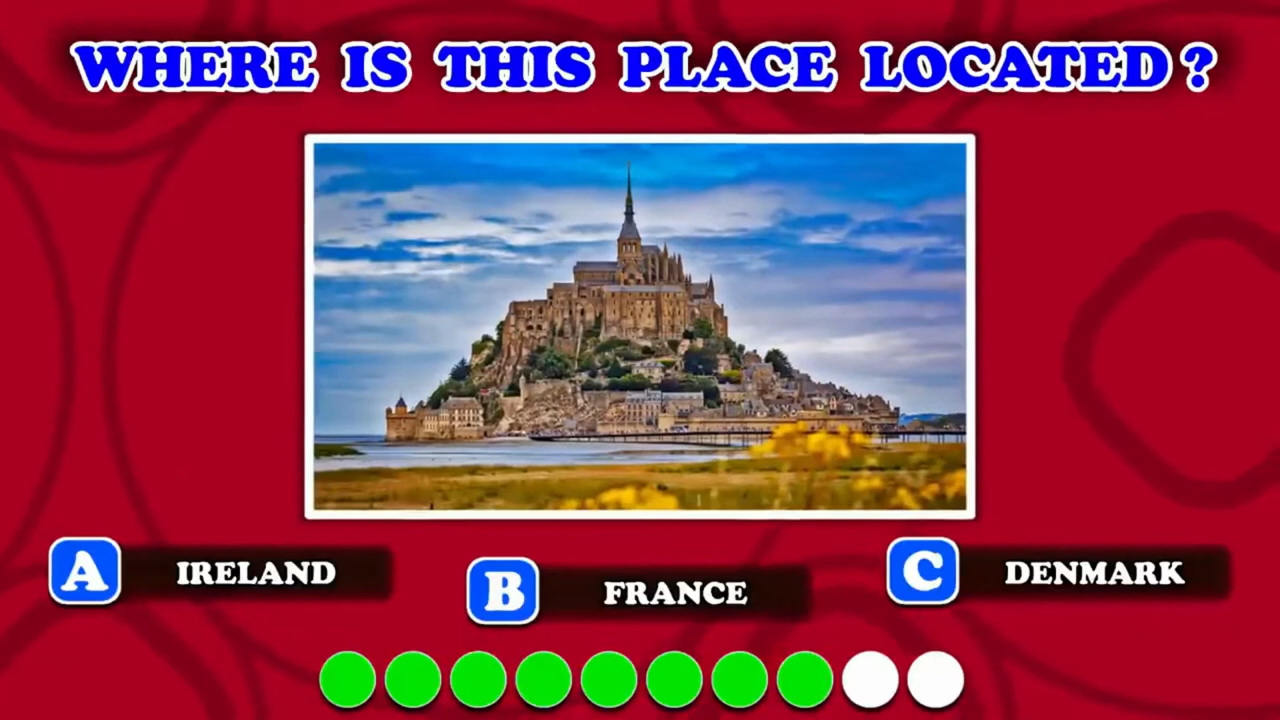 WHERE IS THIS PLACE LOCATED?
A IRELAND
B FRANCE
C DENMARK